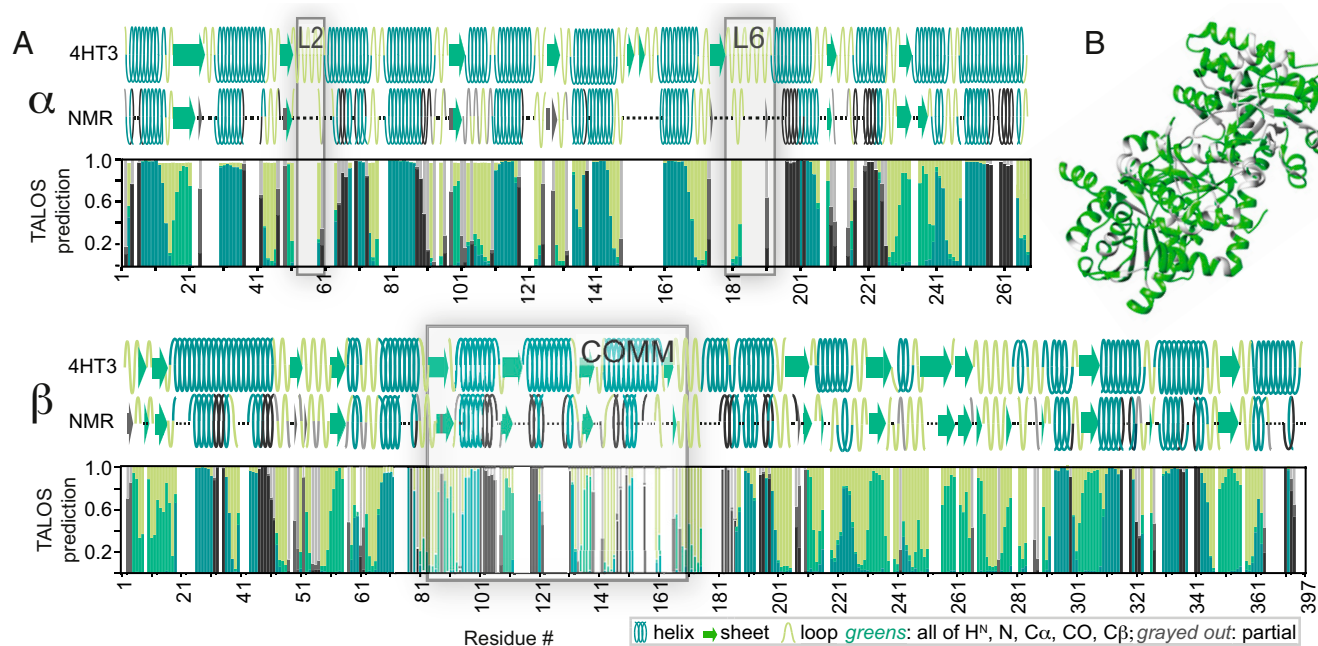 A
B
L2
L6
4HT3
α
NMR
TALOS
prediction
1.0
0.6
0.2
1 21 41 61 81 101 121 141 161 181 201 221 241 261
COMM
4HT3
β
NMR
TALOS
prediction
1.0
0.6
0.2
1 21 41 51 61 81 101 121 141 161 181 201 221 241 261 281 301 321 341 361 381 397
Residue #
helix sheet loop greens: all of Hᴺ, N, Cα, CO, Cβ; grayed out: partial